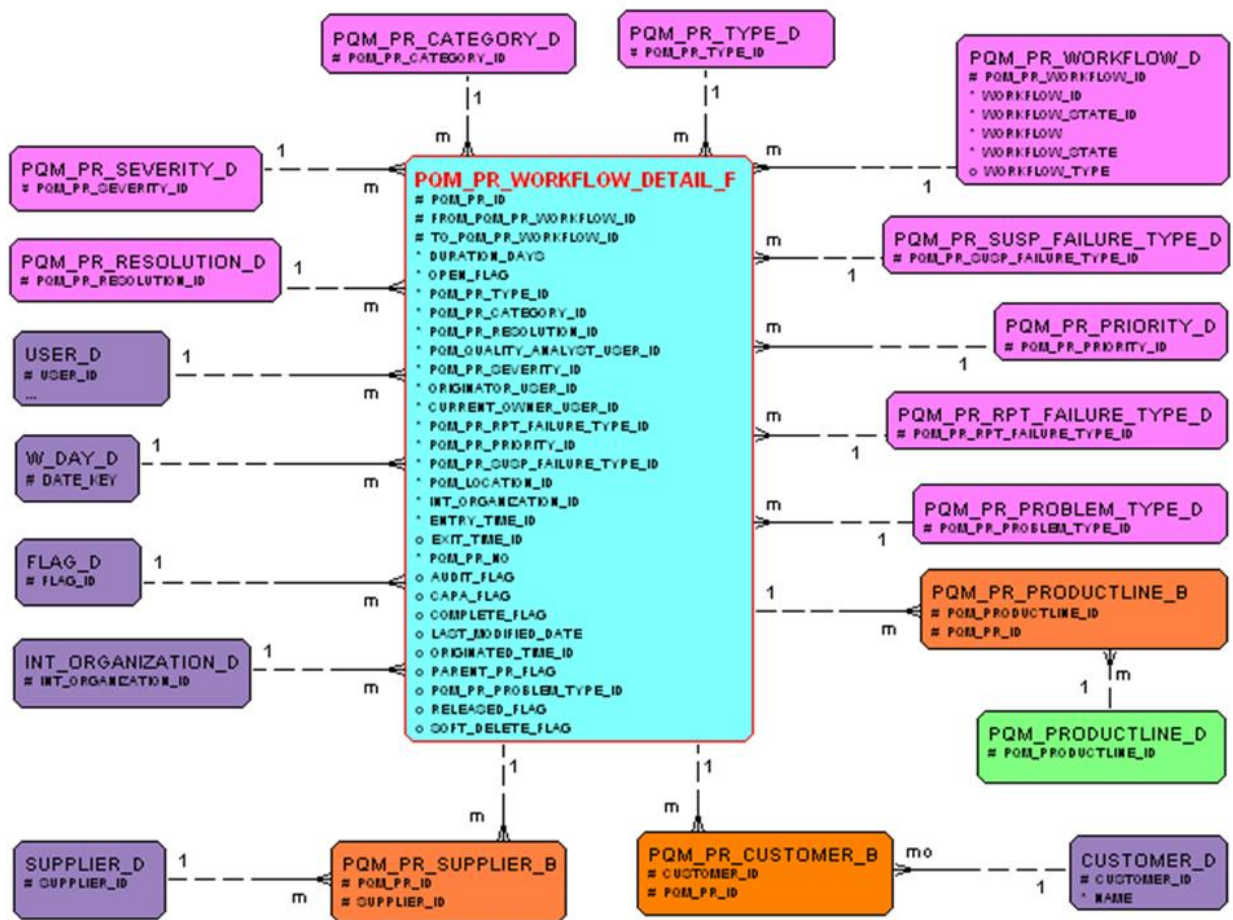 PQM_PR_CATEGORY_D
# PQM_PR_CATEGORY_ID
1
m
PQM_PR_TYPE_D
# PQM_PR_TYPE_ID
1
m
PQM_PR_WORKFLOW_D
# PQM_PR_WORKFLOW_ID
* WORKFLOW_ID
* WORKFLOW_STATE_ID
* WORKFLOW
* WORKFLOW_STATE
o WORKFLOW_TYPE
m
1
PQM_PR_SEVERITY_D
# PQM_PR_SEVERITY_ID
1
m
PQM_PR_RESOLUTION_D
# PQM_PR_RESOLUTION_ID
1
m
USER_D
# USER_ID
...
1
m
W_DAY_D
# DATE_KEY
1
m
FLAG_D
# FLAG_ID
1
m
INT_ORGANIZATION_D
# INT_ORGANIZATION_ID
1
m
PQM_PR_WORKFLOW_DETAIL_F
# PQM_PR_ID
# FROM_PQM_PR_WORKFLOW_ID
# TO_PQM_PR_WORKFLOW_ID
* DURATION_DAYS
* OPEN_FLAG
* PQM_PR_TYPE_ID
* PQM_PR_CATEGORY_ID
* PQM_PR_RESOLUTION_ID
* PQM_QUALITY_ANALYST_USER_ID
* PQM_PR_SEVERITY_ID
* ORIGINATOR_USER_ID
* CURRENT_OWNER_USER_ID
* PQM_PR_RPT_FAILURE_TYPE_ID
* PQM_PR_PRIORITY_ID
* PQM_PR_SUSP_FAILURE_TYPE_ID
* PQM_LOCATION_ID
* INT_ORGANIZATION_ID
* ENTRY_TIME_ID
o EXIT_TIME_ID
* PQM_PR_NO
o AUDIT_FLAG
o CAPA_FLAG
o COMPLETE_FLAG
o LAST_MODIFIED_DATE
o ORIGINATED_TIME_ID
o PARENT_PR_FLAG
o PQM_PR_PROBLEM_TYPE_ID
o RELEASED_FLAG
o SOFT_DELETE_FLAG
PQM_PR_SUSP_FAILURE_TYPE_D
# PQM_PR_SUSP_FAILURE_TYPE_ID
m
1
PQM_PR_PRIORITY_D
# PQM_PR_PRIORITY_ID
m
1
PQM_PR_RPT_FAILURE_TYPE_D
# PQM_PR_RPT_FAILURE_TYPE_ID
m
1
PQM_PR_PROBLEM_TYPE_D
# PQM_PR_PROBLEM_TYPE_ID
m
1
PQM_PR_PRODUCTLINE_B
# PQM_PRODUCTLINE_ID
# PQM_PR_ID
1
m
m
1
PQM_PRODUCTLINE_D
# PQM_PRODUCTLINE_ID
1
m
1
m
SUPPLIER_D
# SUPPLIER_ID
1
m
PQM_PR_SUPPLIER_B
# PQM_PR_ID
# SUPPLIER_ID
PQM_PR_CUSTOMER_B
# CUSTOMER_ID
# PQM_PR_ID
mo
1
CUSTOMER_D
# CUSTOMER_ID
* NAME